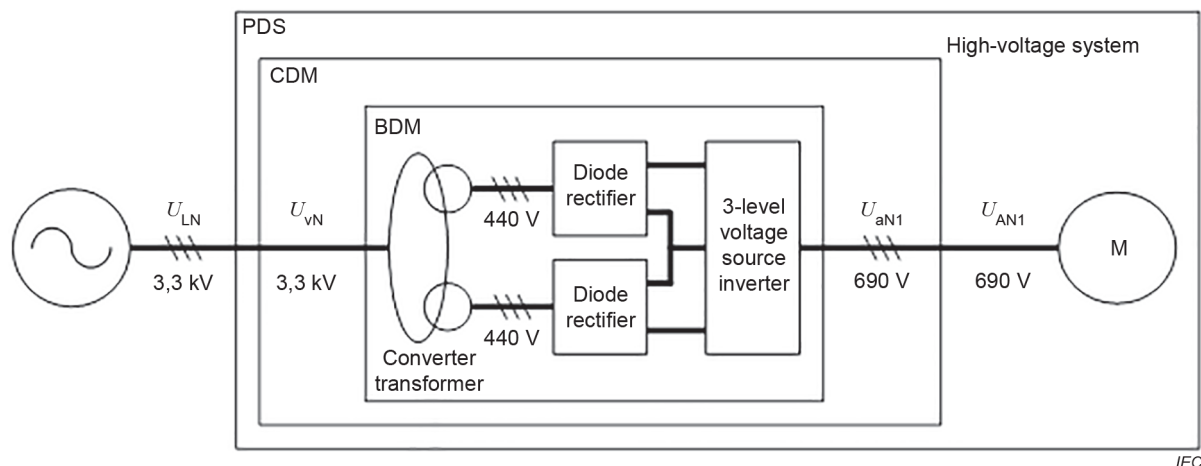 PDS
High-voltage system
CDM
BDM
Diode
rectifier
3-level
voltage
source
inverter
U_LN
U_vN
440 V
U_aN1
U_AN1
M
3,3 kV
3,3 kV
690 V
690 V
Diode
rectifier
440 V
Converter
transformer
IEC